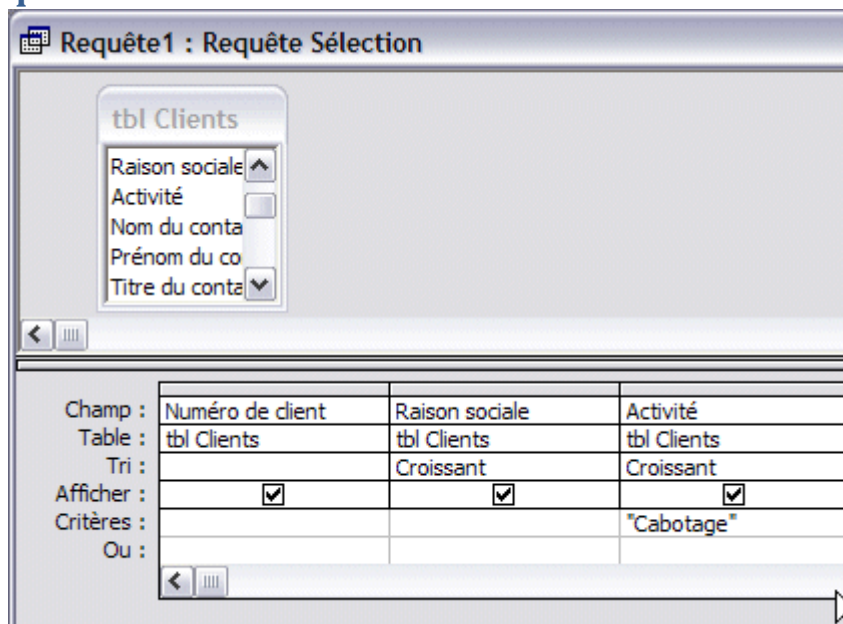 Requête1 : Requête Sélection
tbl Clients
Raison sociale
Activité
Nom du conta
Prénom du co
Titre du conta
Champ : Numéro de client Raison sociale Activité
Table : tbl Clients tbl Clients tbl Clients
Tri : Croissant Croissant
Afficher :
Critères : "Cabotage"
Ou :